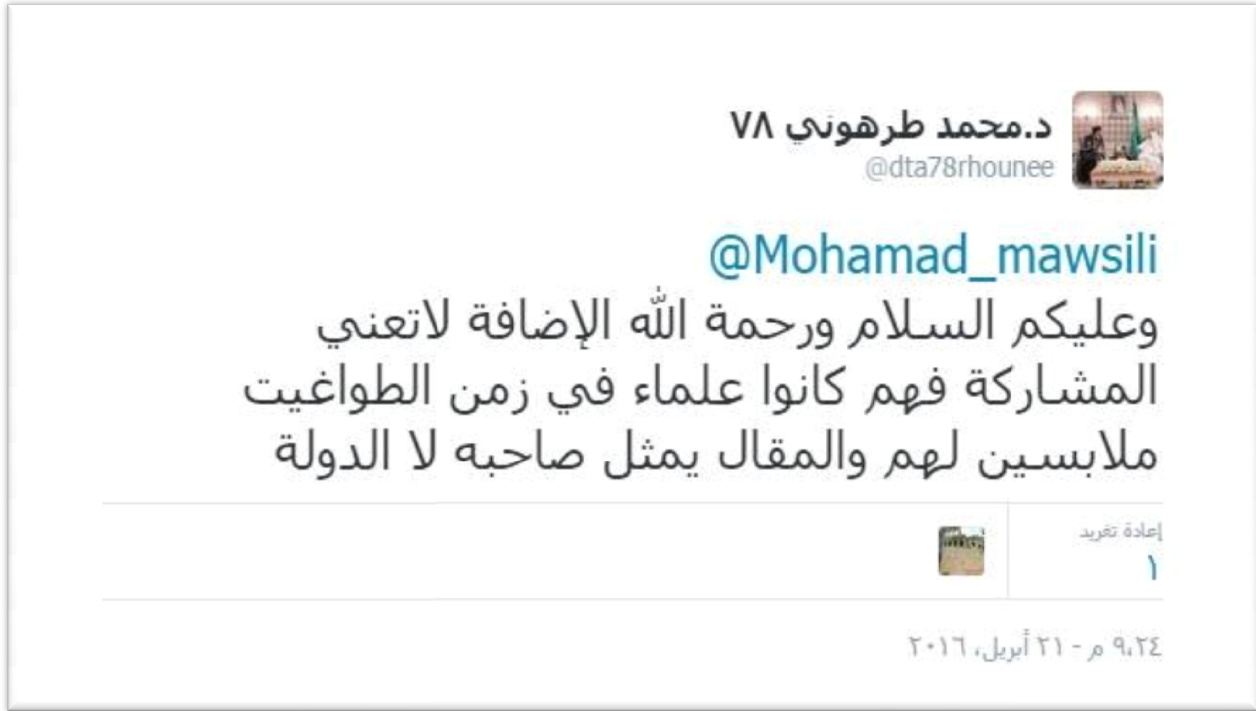 د.محمد طرهوني ٧٨
@dta78rhounee
@Mohamad_mawsili
وعليكم السلام ورحمة الله الإضافة لاتعني
المشاركة فهم كانوا علماء في زمن الطواغيت
ملابسين لهم والمقال يمثل صاحبه لا الدولة
إعادة تغريد
١
٩،٢٤ م - ٢١ أبريل، ٢٠١٦